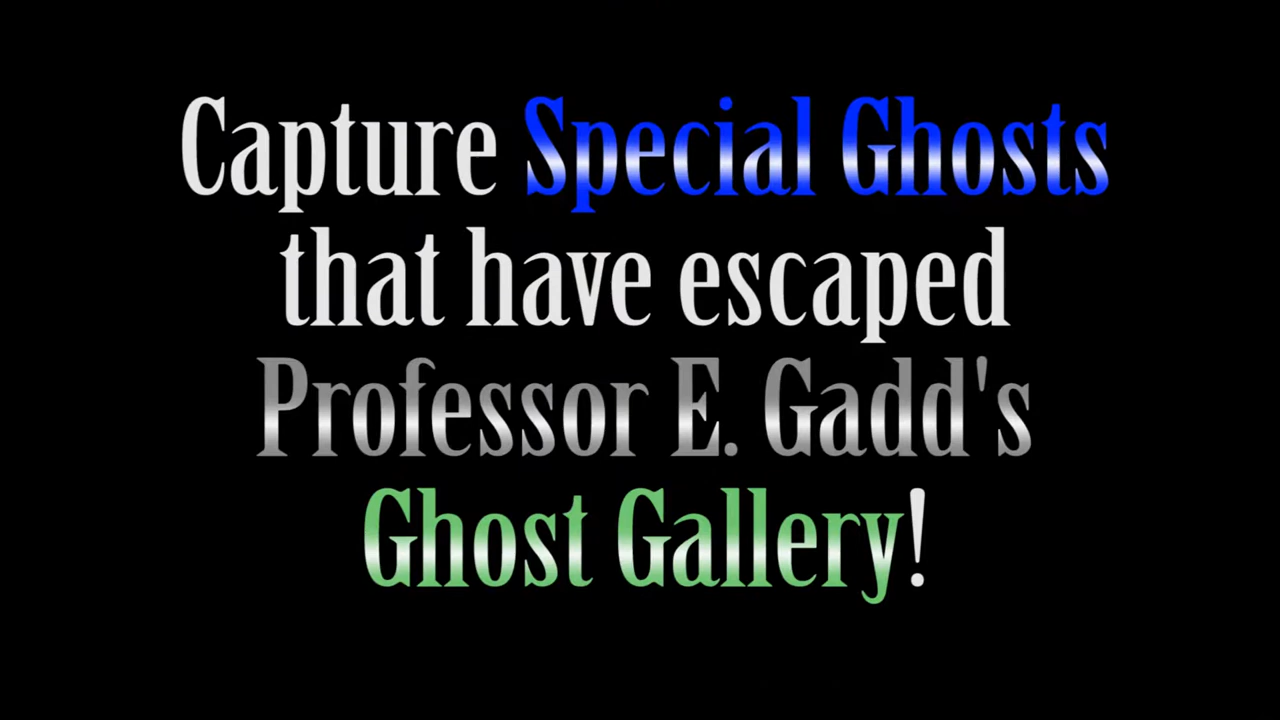 Capture Special Ghosts
that have escaped
Professor E. Gadd's
Ghost Gallery!